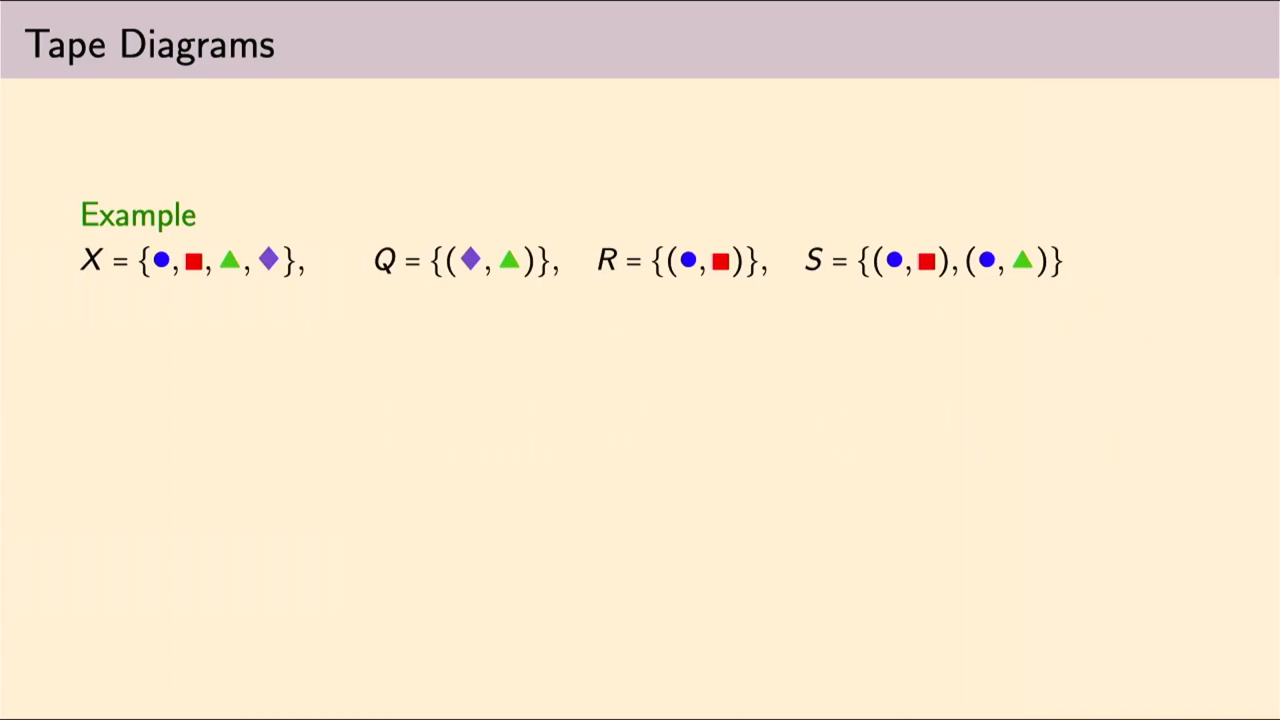 Tape Diagrams
Example
X = {●, ■, ▲, ◆}, Q = {(◆, ▲)}, R = {(●, ■)}, S = {(●, ■), (●, ▲)}